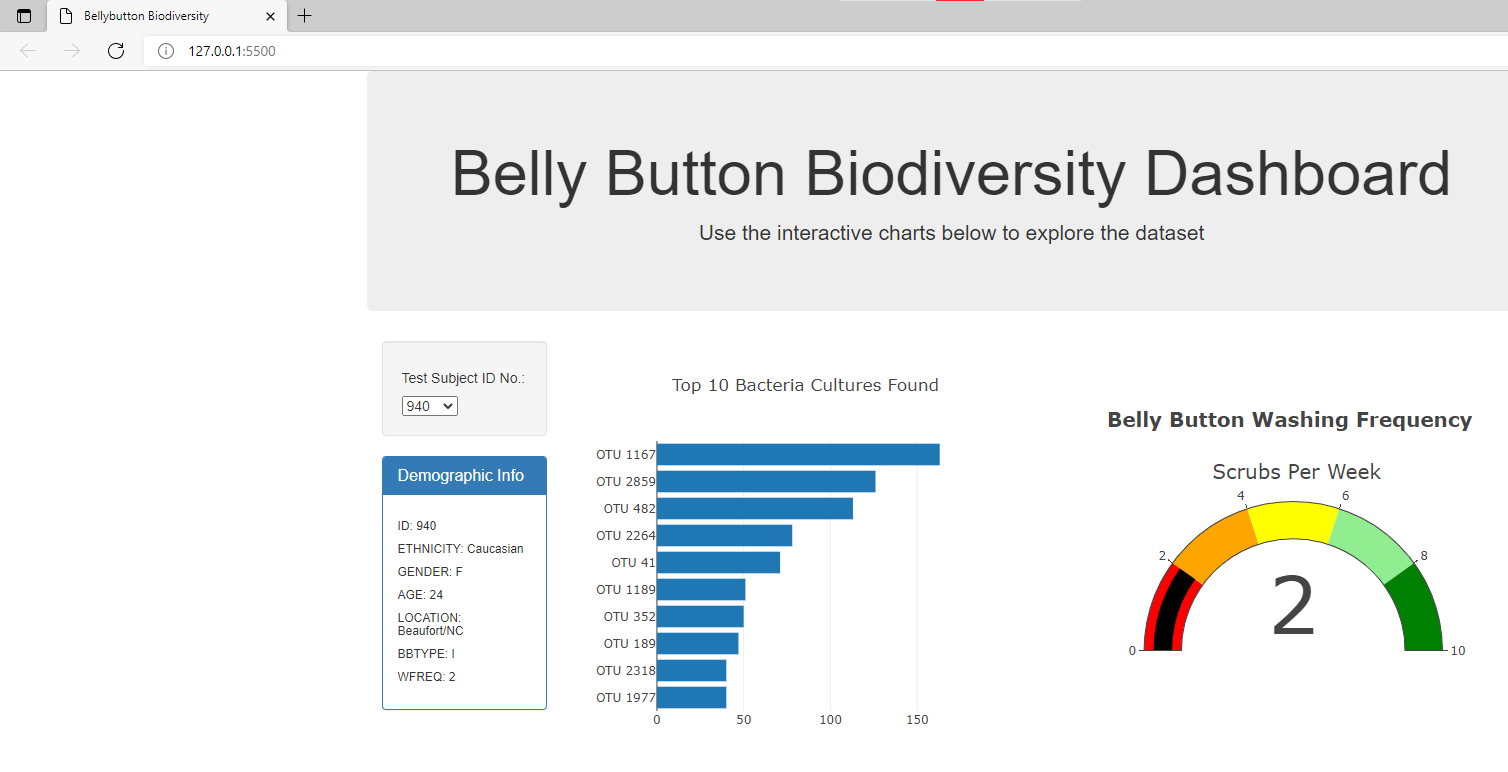 Bellybutton Biodiversity
127.0.0.1:5500
Belly Button Biodiversity Dashboard
Use the interactive charts below to explore the dataset
Test Subject ID No.:
940
Demographic Info
ID: 940
ETHNICITY: Caucasian
GENDER: F
AGE: 24
LOCATION:
Beaufort/NC
BBTYPE: I
WFREQ: 2
Top 10 Bacteria Cultures Found
OTU 1167
OTU 2859
OTU 482
OTU 2264
OTU 41
OTU 1189
OTU 352
OTU 189
OTU 2318
OTU 1977
0 50 100 150
Belly Button Washing Frequency
Scrubs Per Week
4 6
2 8
2
0 10